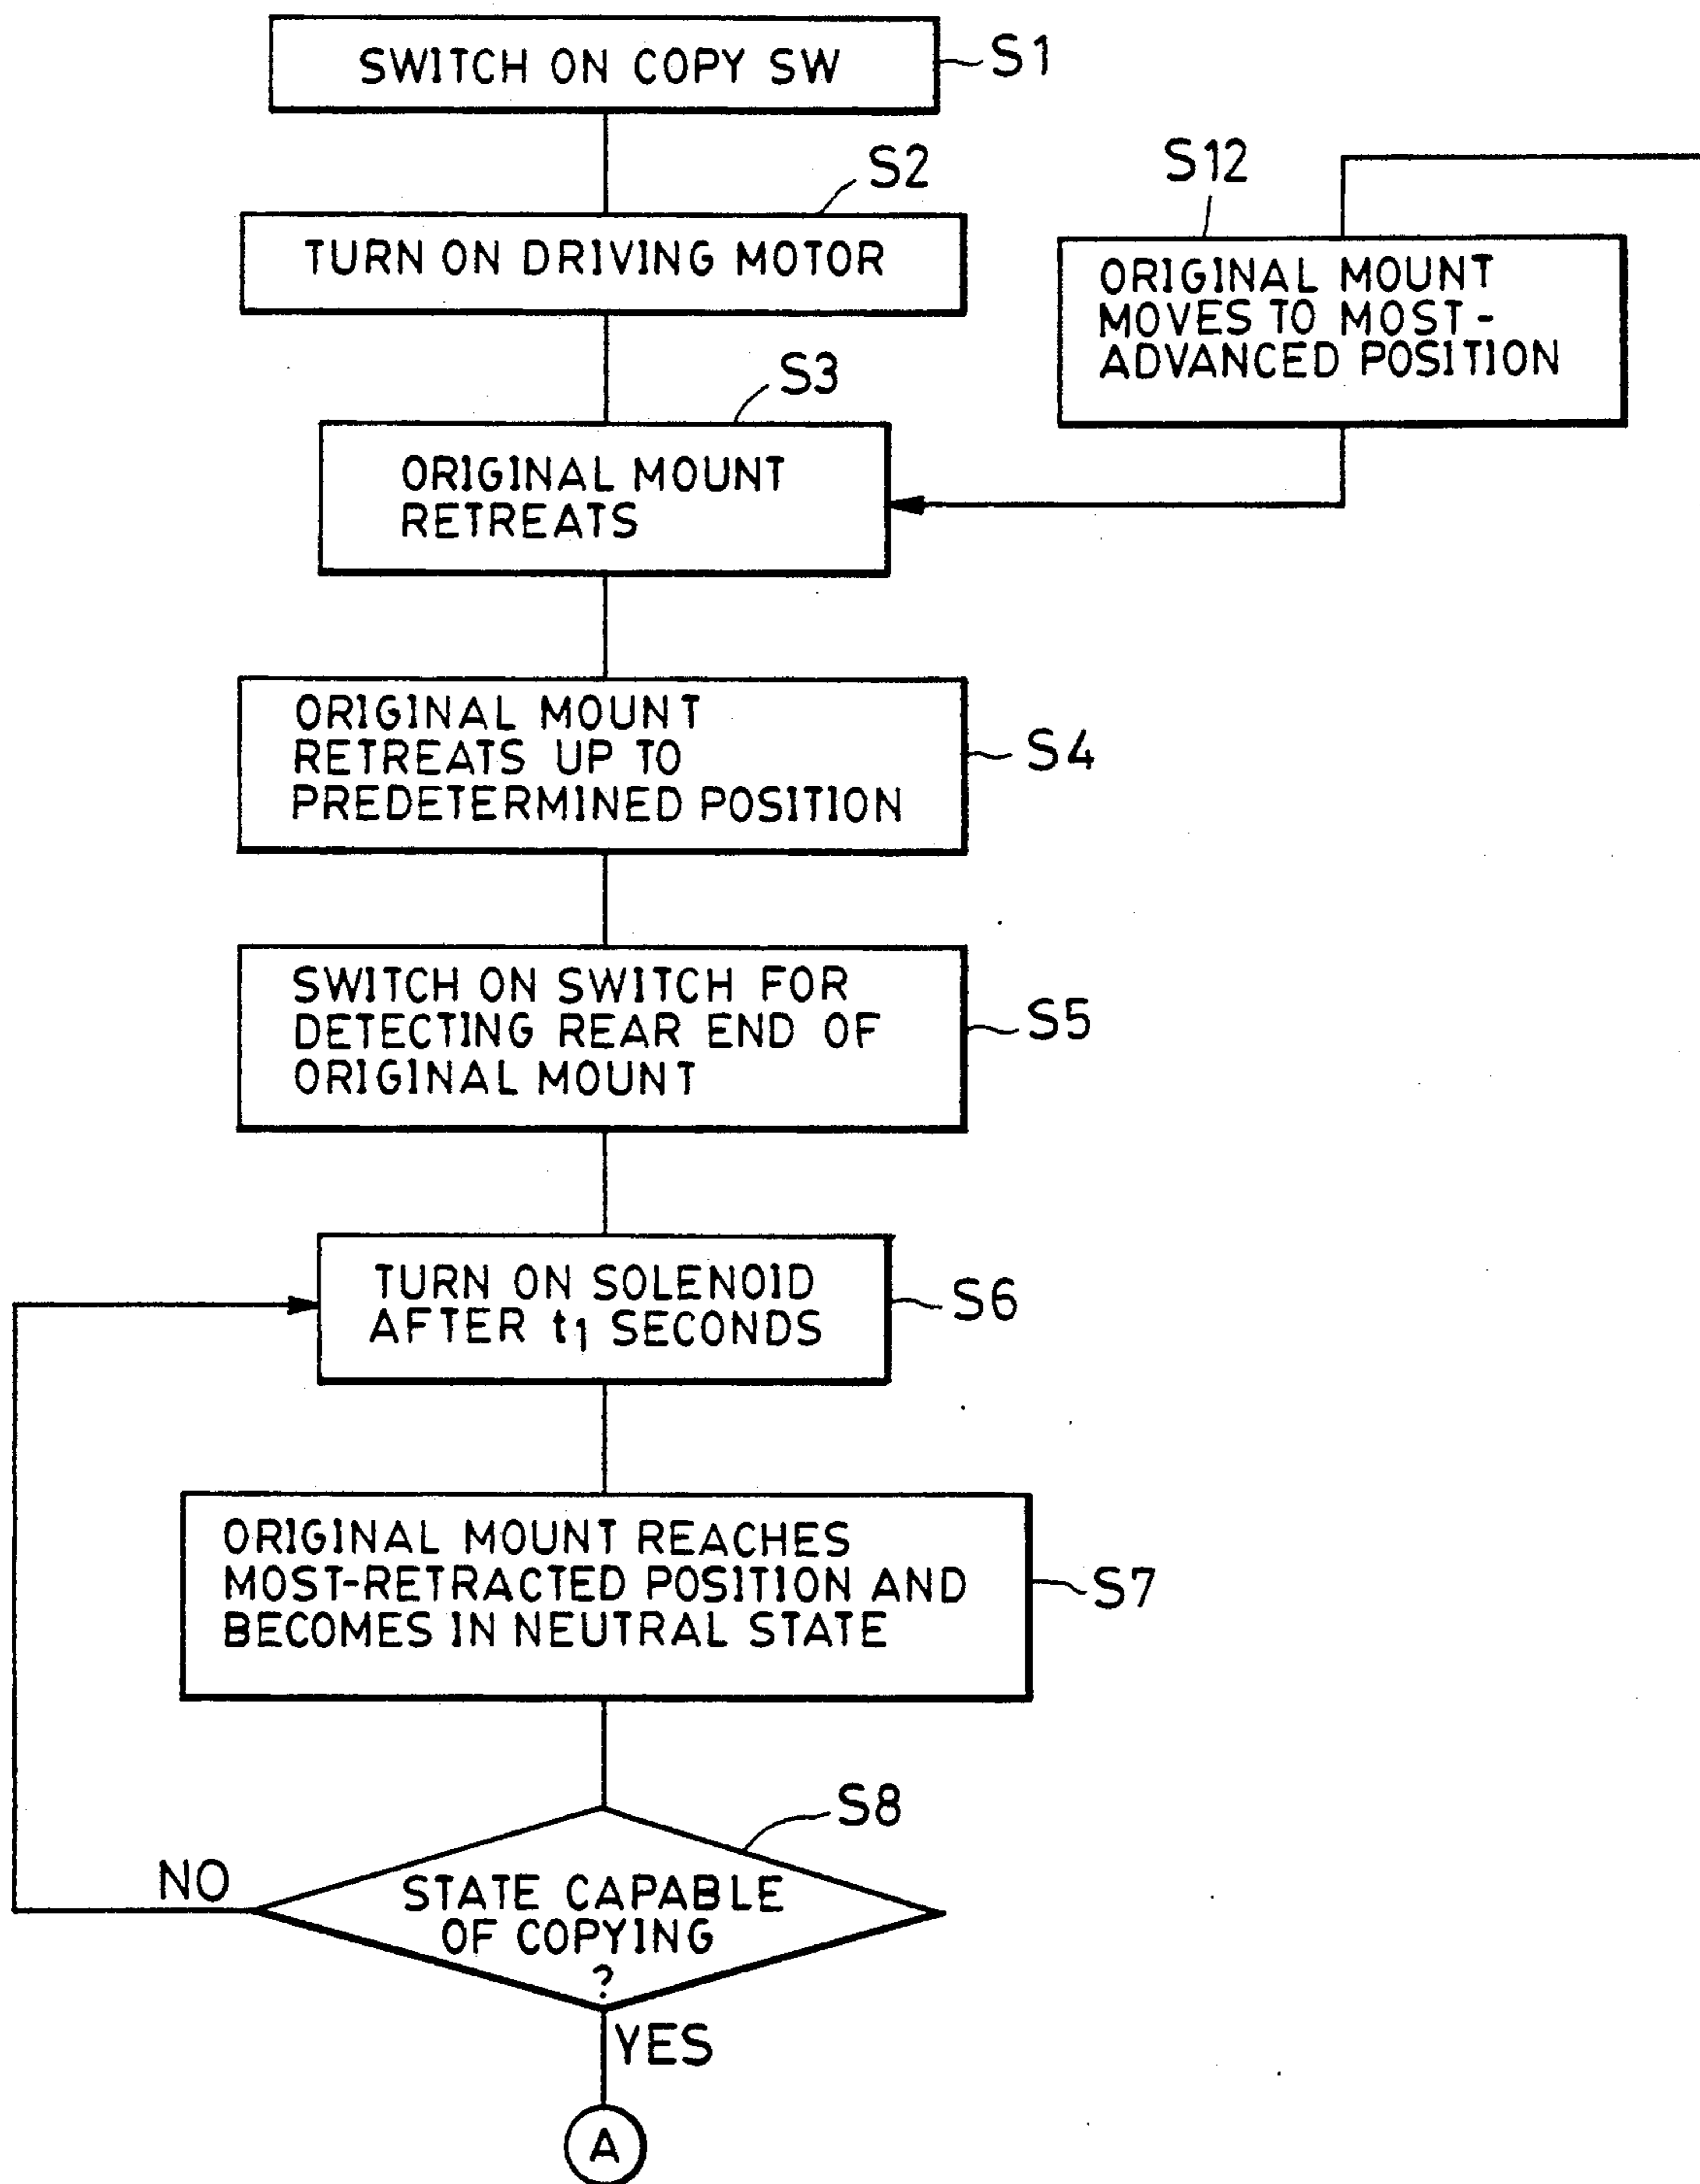 SWITCH ON COPY SW
S1
S2
TURN ON DRIVING MOTOR
S12
ORIGINAL MOUNT
MOVES TO MOST-
ADVANCED POSITION
S3
ORIGINAL MOUNT
RETREATS
ORIGINAL MOUNT
RETREATS UP TO
PREDETERMINED POSITION
S4
SWITCH ON SWITCH FOR
DETECTING REAR END OF
ORIGINAL MOUNT
S5
TURN ON SOLENOID
AFTER t1 SECONDS
S6
ORIGINAL MOUNT REACHES
MOST-RETRACTED POSITION AND
BECOMES IN NEUTRAL STATE
S7
S8
NO
STATE CAPABLE
OF COPYING
?
YES
A